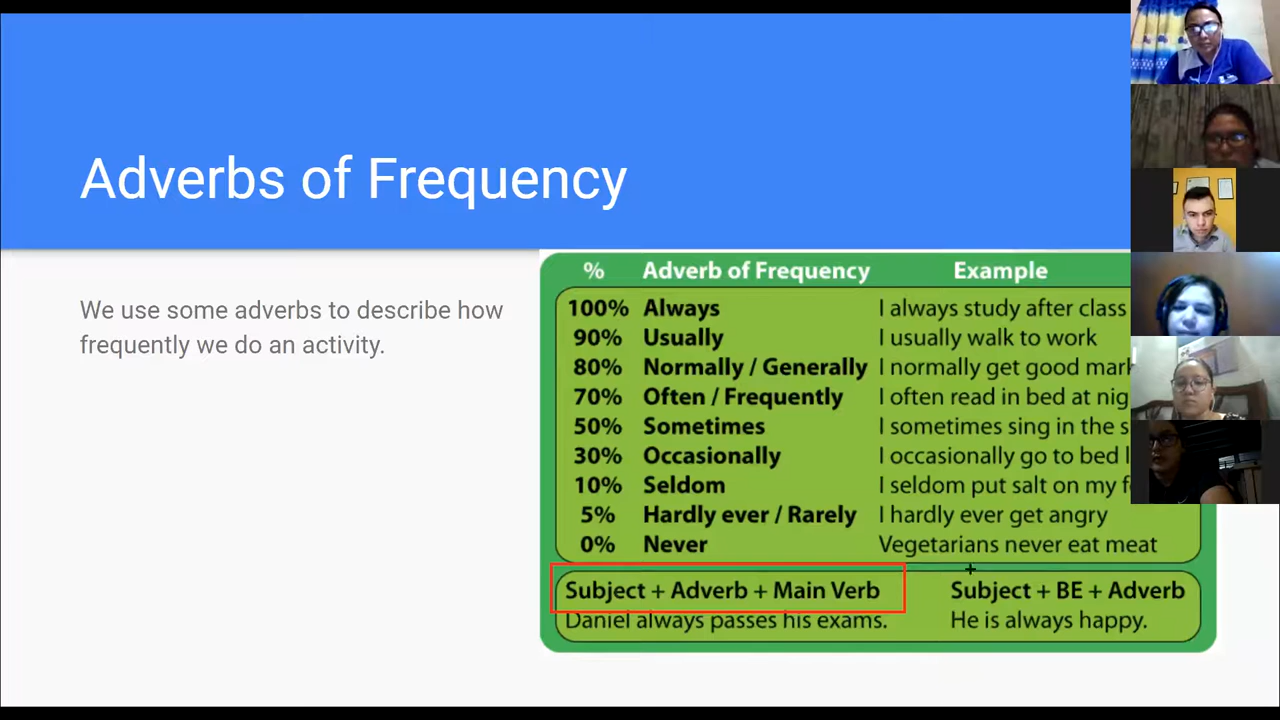 Adverbs of Frequency
We use some adverbs to describe how
frequently we do an activity.
% Adverb of Frequency Example
100% Always I always study after class
90% Usually I usually walk to work
80% Normally / Generally I normally get good
70% Often / Frequently I often read in bed at
50% Sometimes I sometimes sing in the
30% Occasionally I occasionally go to bed
10% Seldom I seldom put salt on my
5% Hardly ever / Rarely I hardly ever get angry
0% Never Vegetarians never eat meat
Subject + Adverb + Main Verb Subject + BE + Adverb
Daniel always passes his exams. He is always happy.